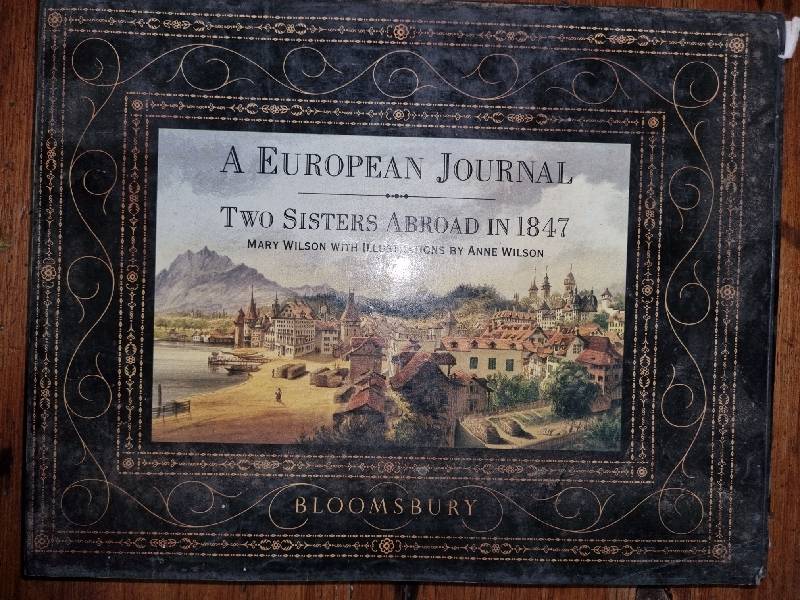 A European Journal
Two Sisters Abroad in 1847
Mary Wilson with Illustrations by Anne Wilson
Bloomsbury